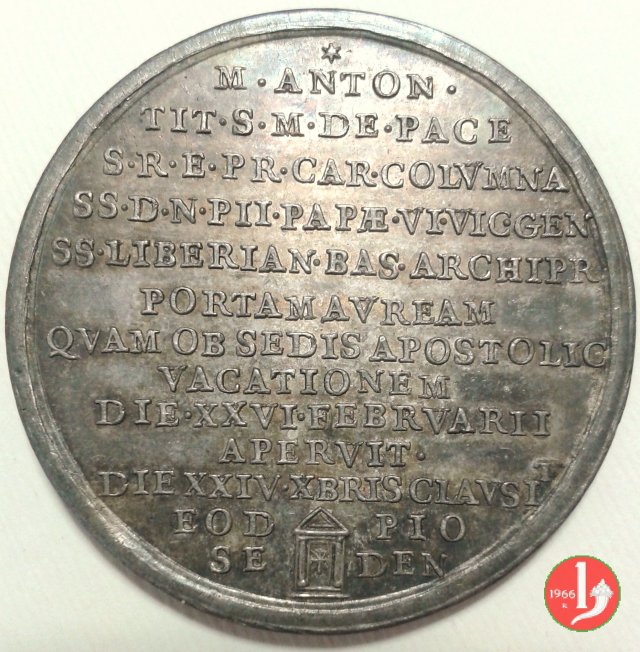 M · ANTON ·
TIT · S · M · DE · PACE
S · R · E · PR · CAR · COLVMNA
SS · D · N · PII · PAPÆ · VI · VICGEN
SS · LIBERIAN · BAS · ARCHIPR
PORTAM AVREAM
QVAM OB SEDIS APOSTOLIC
VACATIONEM
DIE · XXVI · FEBRVARII
APERVIT ·
DIE XXIV · XBRIS CLAVSIT
EOD PIO
SE DEN
1966